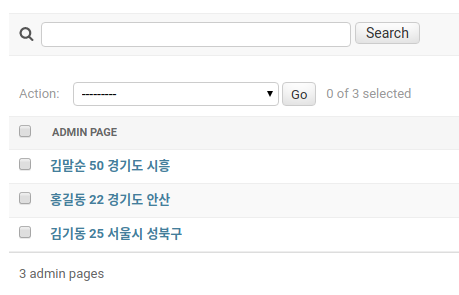 Search
Action: --------- Go 0 of 3 selected
ADMIN PAGE
김말순 50 경기도 시흥
홍길동 22 경기도 안산
김기동 25 서울시 성북구
3 admin pages